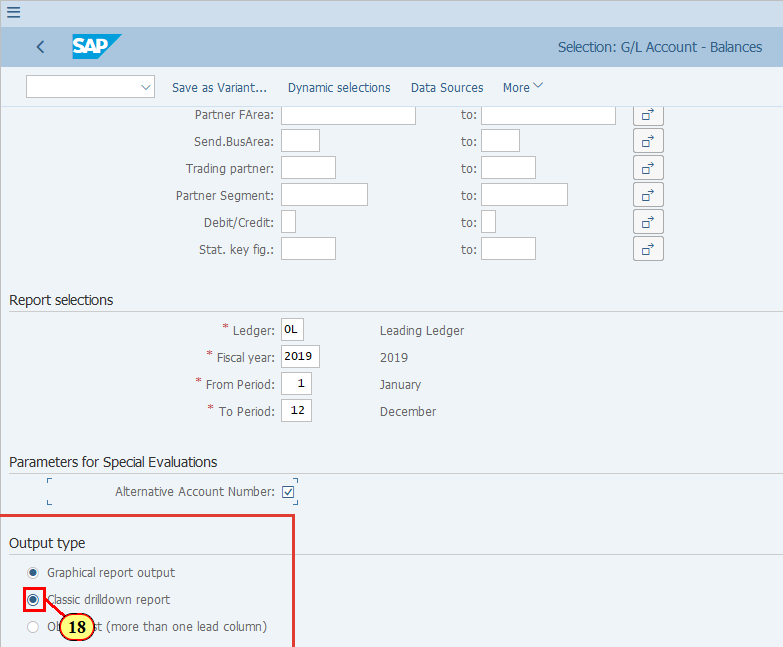 SAP
Selection: G/L Account - Balances
Save as Variant... Dynamic selections Data Sources More
Partner FArea: to:
Send.BusArea: to:
Trading partner: to:
Partner Segment: to:
Debit/Credit: to:
Stat. key fig.: to:
Report selections
* Ledger: 0L Leading Ledger
* Fiscal year: 2019 2019
* From Period: 1 January
* To Period: 12 December
Parameters for Special Evaluations
Alternative Account Number:
Output type
Graphical report output
Classic drilldown report
18
(more than one lead column)